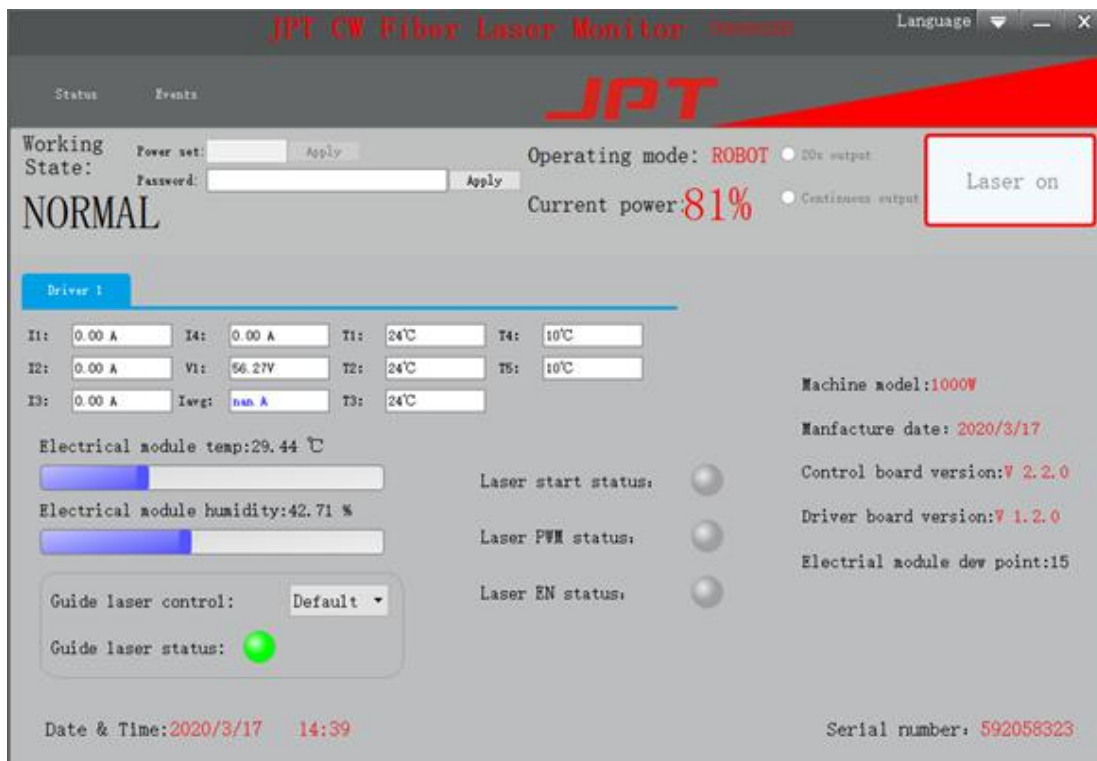 JPT CW Fiber Laser Monitor
Language
Status Events
JPT
Working State:
NORMAL
Power set: Apply
Password: Apply
Operating mode: ROBOT
Current power:81%
output
Continuous output
Laser on
Driver 1
I1: 0.00 A I4: 0.00 A T1: 24℃ T4: 10℃
I2: 0.00 A V1: 56.27V T2: 24℃ T5: 10℃
I3: 0.00 A Iavg: nan A T3: 24℃
Electrical module temp:29.44 ℃
Electrical module humidity:42.71 %
Guide laser control: Default
Guide laser status:
Laser start status:
Laser PWM status:
Laser EN status:
Machine model:1000W
Manfacture date: 2020/3/17
Control board version:V 2.2.0
Driver board version:V 1.2.0
Electrial module dew point:15
Date & Time:2020/3/17 14:39
Serial number: 592058323